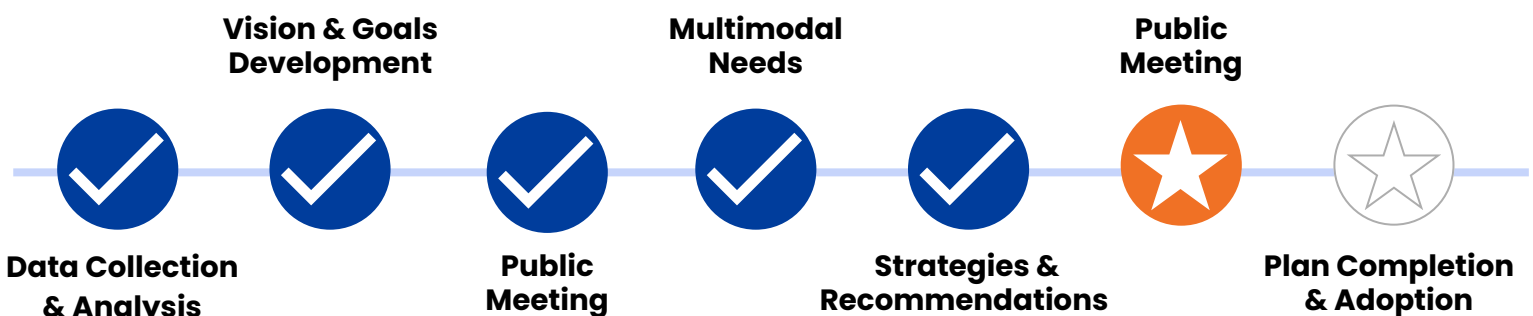 Vision & Goals
Development
Multimodal
Needs
Public
Meeting
Data Collection
& Analysis
Public
Meeting
Strategies &
Recommendations
Plan Completion
& Adoption